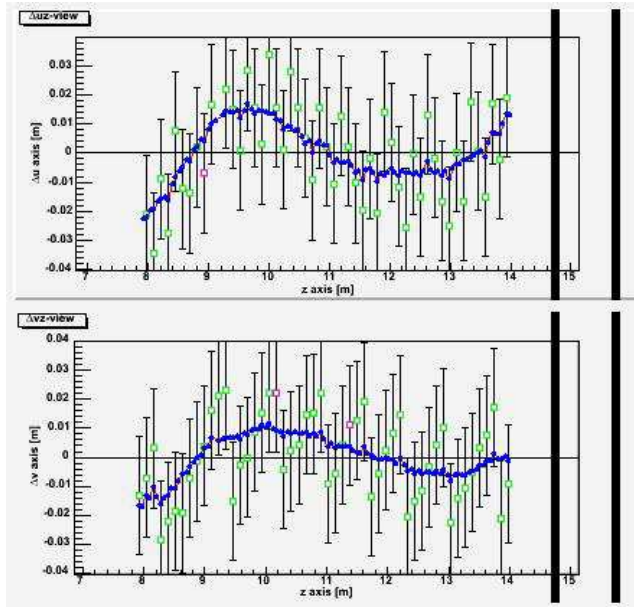 Δuz-view
0.03
0.02
0.01
0
-0.01
-0.02
-0.03
-0.04
Δu axis [m]
7 8 9 10 11 12 13 14 15
z axis [m]
Δvz-view
0.04
0.03
0.02
0.01
0
-0.01
-0.02
-0.03
-0.04
Δv axis [m]
7 8 9 10 11 12 13 14 15
z axis [m]